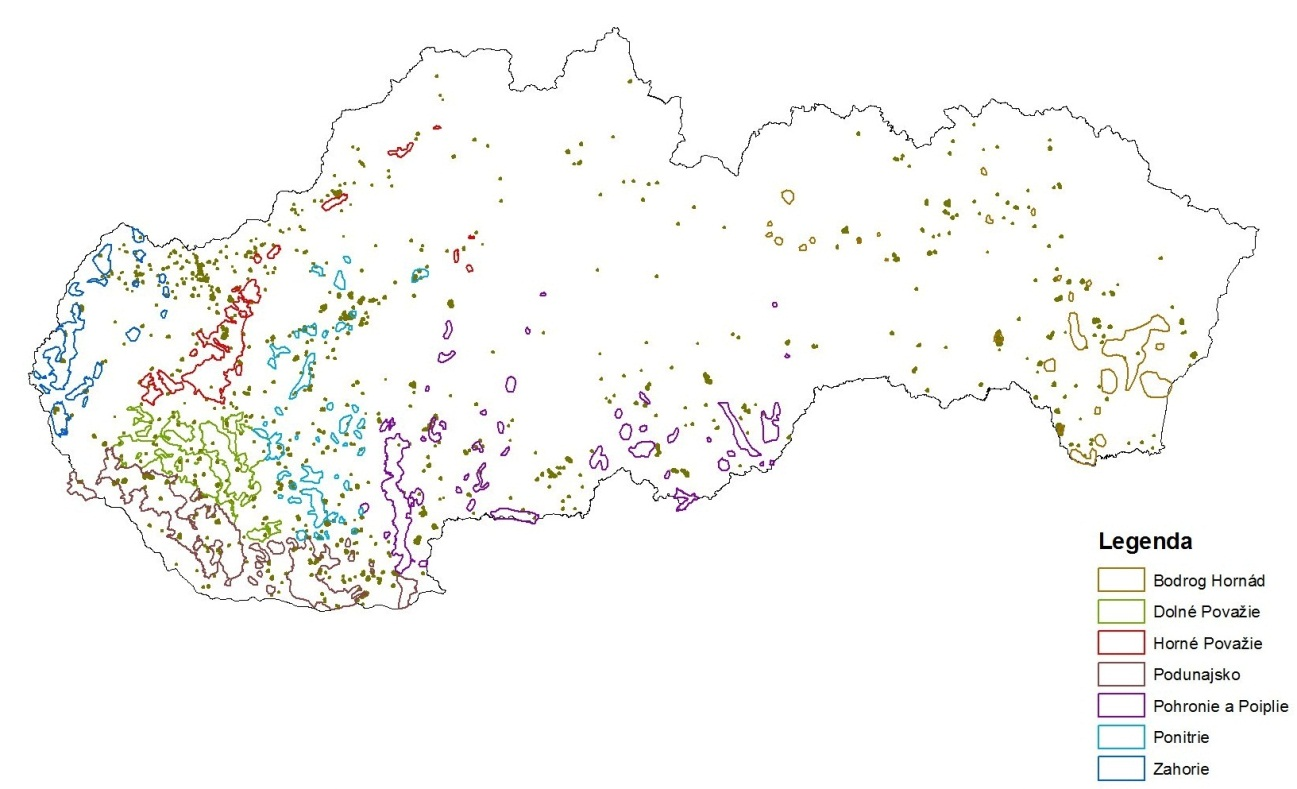 Legenda
Bodrog Hornád
Dolné Považie
Horné Považie
Podunajsko
Pohronie a Poiplie
Ponitrie
Zahorie